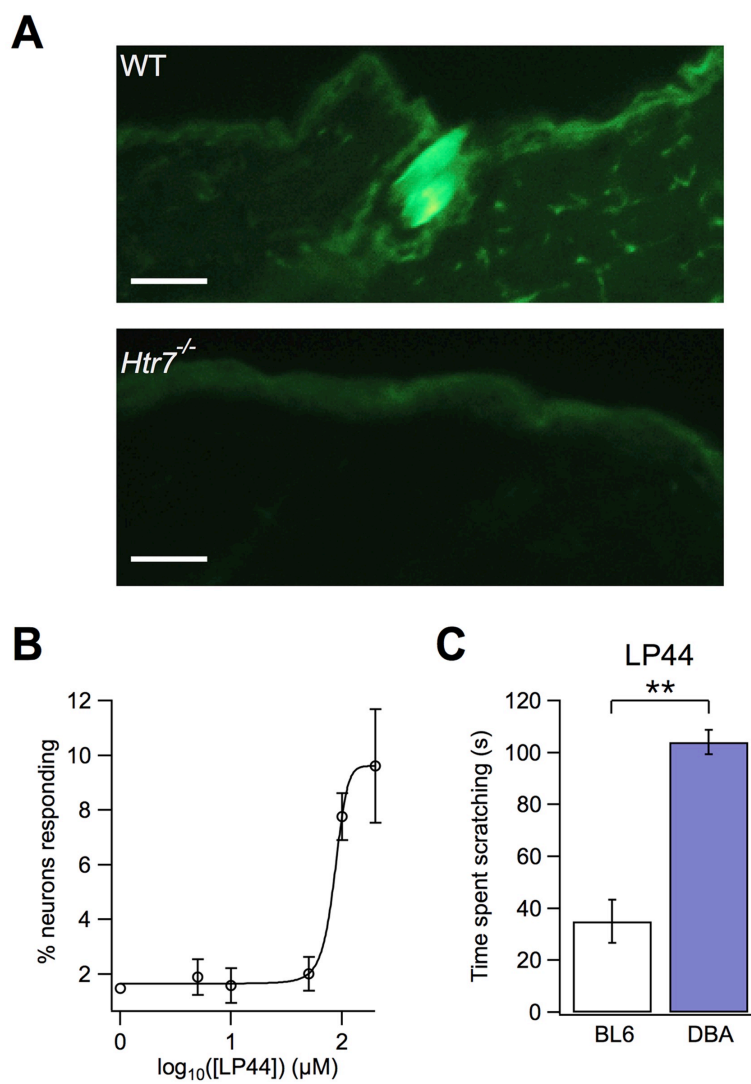 A
WT
Htr7-/-
B
12
10
8
6
4
2
% neurons responding
0
1
2
log10([LP44]) (µM)
C
LP44
**
120
100
80
60
40
20
0
Time spent scratching (s)
BL6
DBA